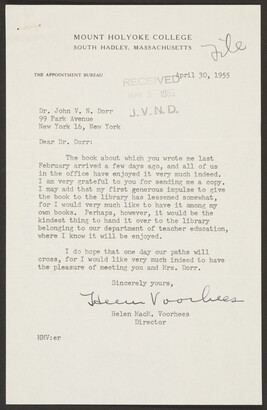 MOUNT HOLYOKE COLLEGE
SOUTH HADLEY, MASSACHUSETTS
File
THE APPOINTMENT BUREAU
RECEIVED
April 30, 1955
J.V.N.D.
Dr. John V. N. Dorr
99 Park Avenue
New York 16, New York
Dear Dr. Dorr:
The book about which you wrote me last
February arrived a few days ago, and all of us
in the office have enjoyed it very much indeed.
I am very grateful to you for sending me a copy.
I may add that my first generous impulse to give
the book to the library has lessened somewhat,
for I would very much like to have it among my
own books. Perhaps, however, it would be the
kindest thing to hand it over to the library
belonging to our department of teacher education,
where I know it will be enjoyed.
I do hope that one day our paths will
cross, for I would like very much indeed to have
the pleasure of meeting you and Mrs. Dorr.
Sincerely yours,
Helen Voorhees
Helen MacM. Voorhees
Director
HMV:er